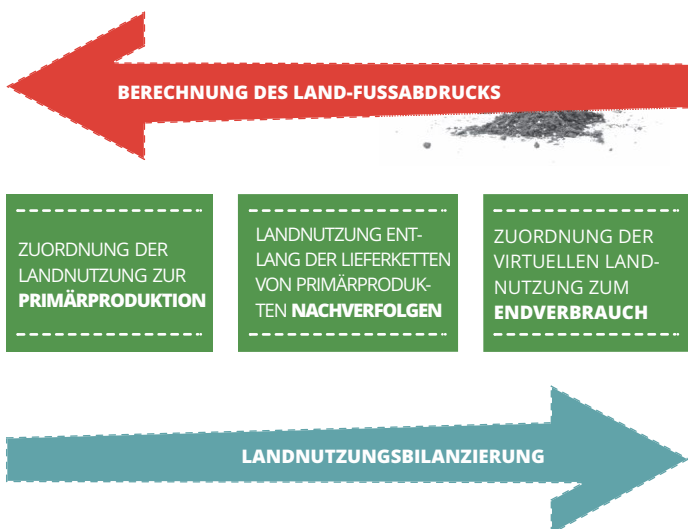 BERECHNUNG DES LAND-FUSSABDRUCKS
ZUORDNUNG DER
LANDNUTZUNG ZUR
PRIMÄRPRODUKTION
LANDNUTZUNG ENT-
LANG DER LIEFERKETTEN
VON PRIMÄRPRODUK-
TEN NACHVERFOLGEN
ZUORDNUNG DER
VIRTUELLEN LAND-
NUTZUNG ZUM
ENDVERBRAUCH
LANDNUTZUNGSBILANZIERUNG